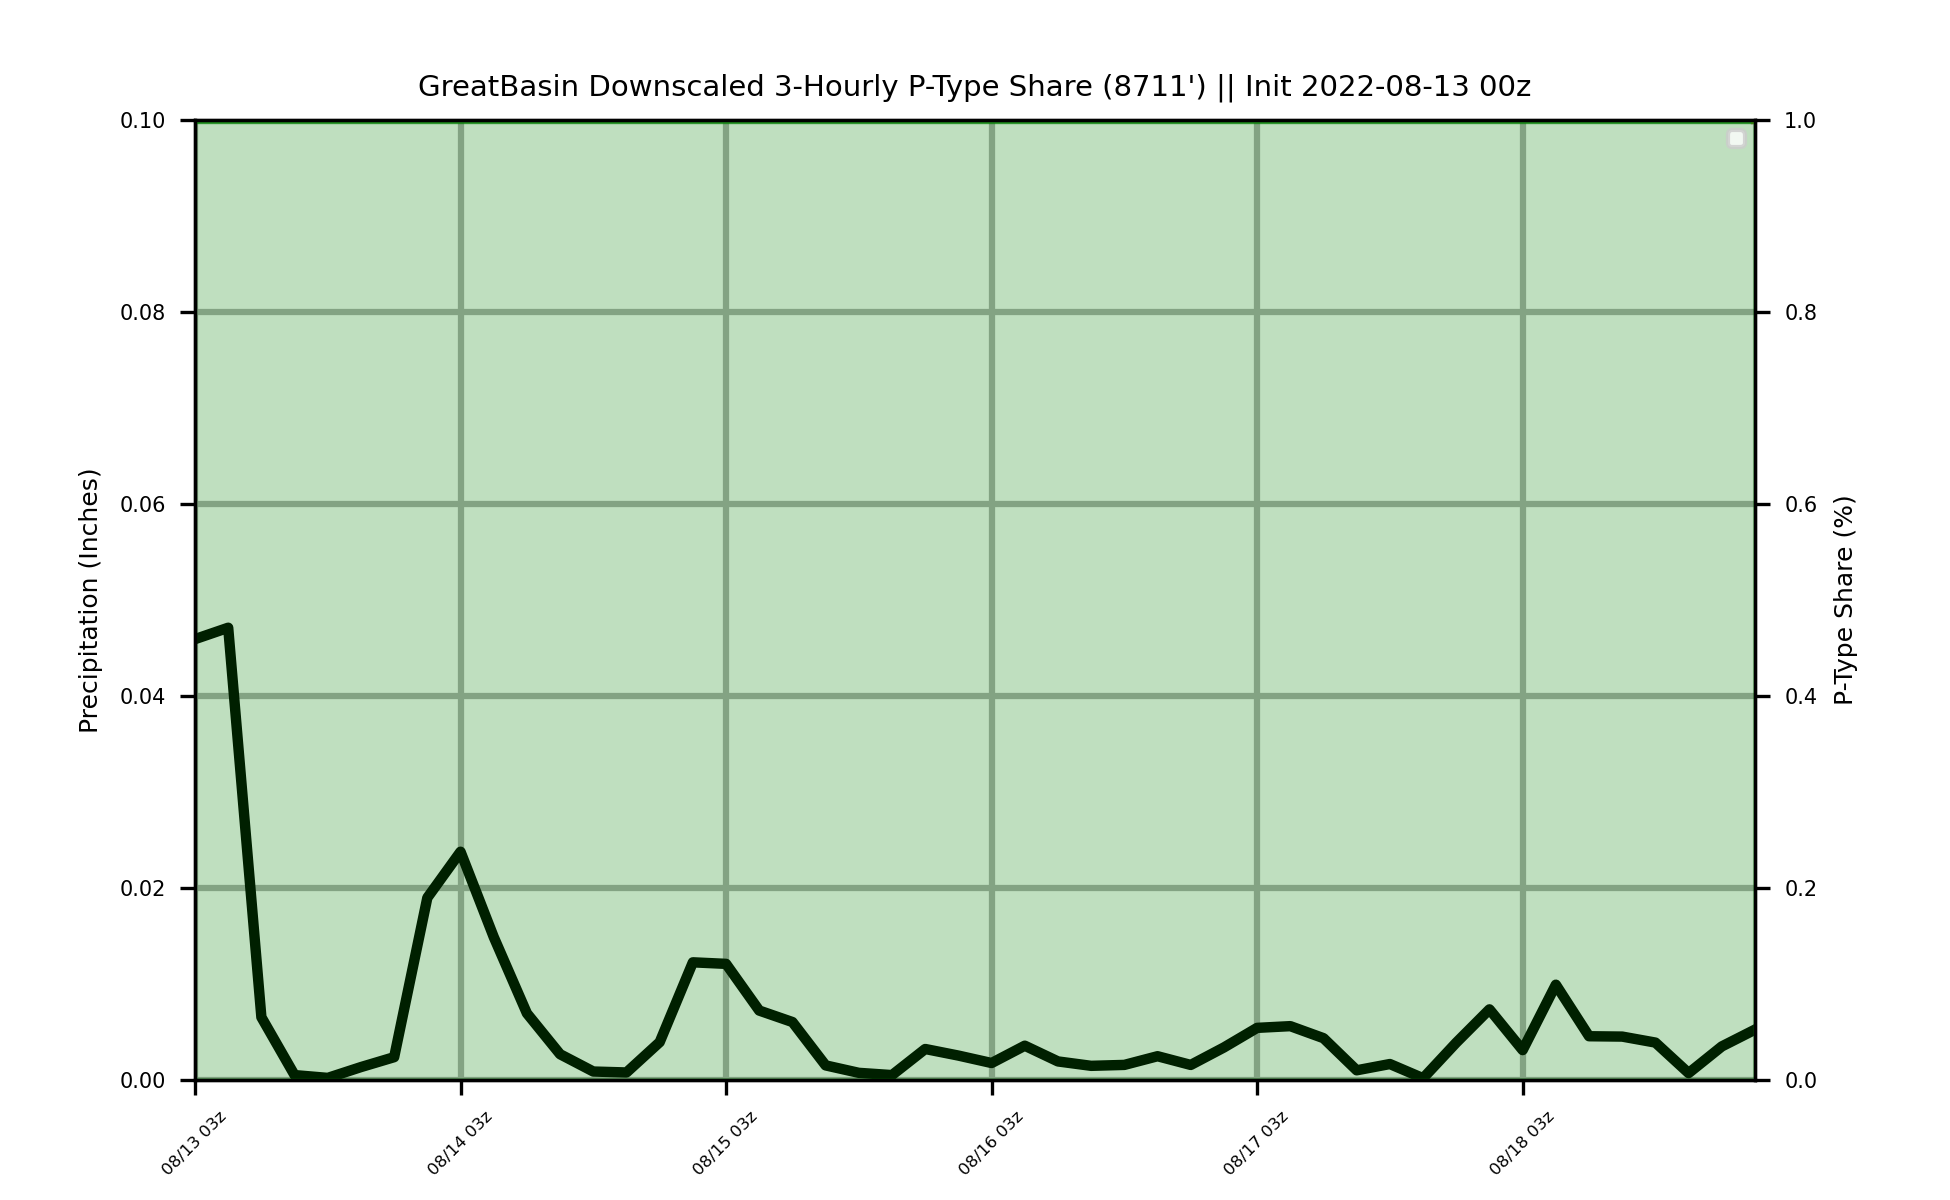 GreatBasin Downscaled 3-Hourly P-Type Share (8711') || Init 2022-08-13 00z
0.10
0.08
0.06
0.04
0.02
0.00
Precipitation (Inches)
1.0
0.8
0.6
0.4
0.2
0.0
P-Type Share (%)
08/13 03z
08/14 03z
08/15 03z
08/16 03z
08/17 03z
08/18 03z